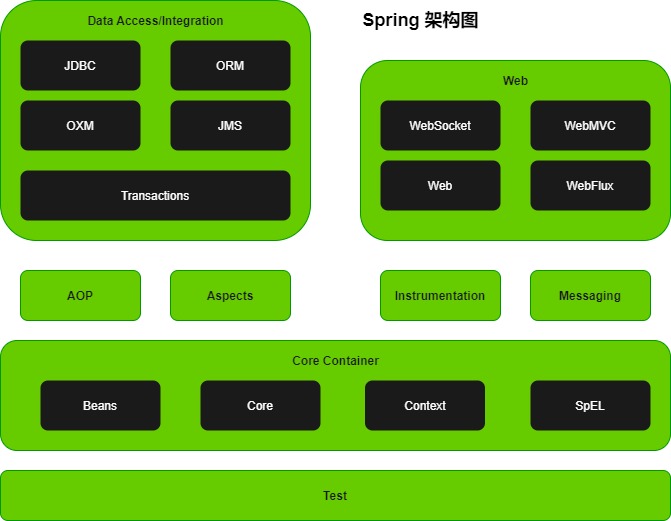 Spring 架构图
Data Access/Integration
JDBC
ORM
OXM
JMS
Transactions
Web
WebSocket
WebMVC
Web
WebFlux
AOP
Aspects
Instrumentation
Messaging
Core Container
Beans
Core
Context
SpEL
Test